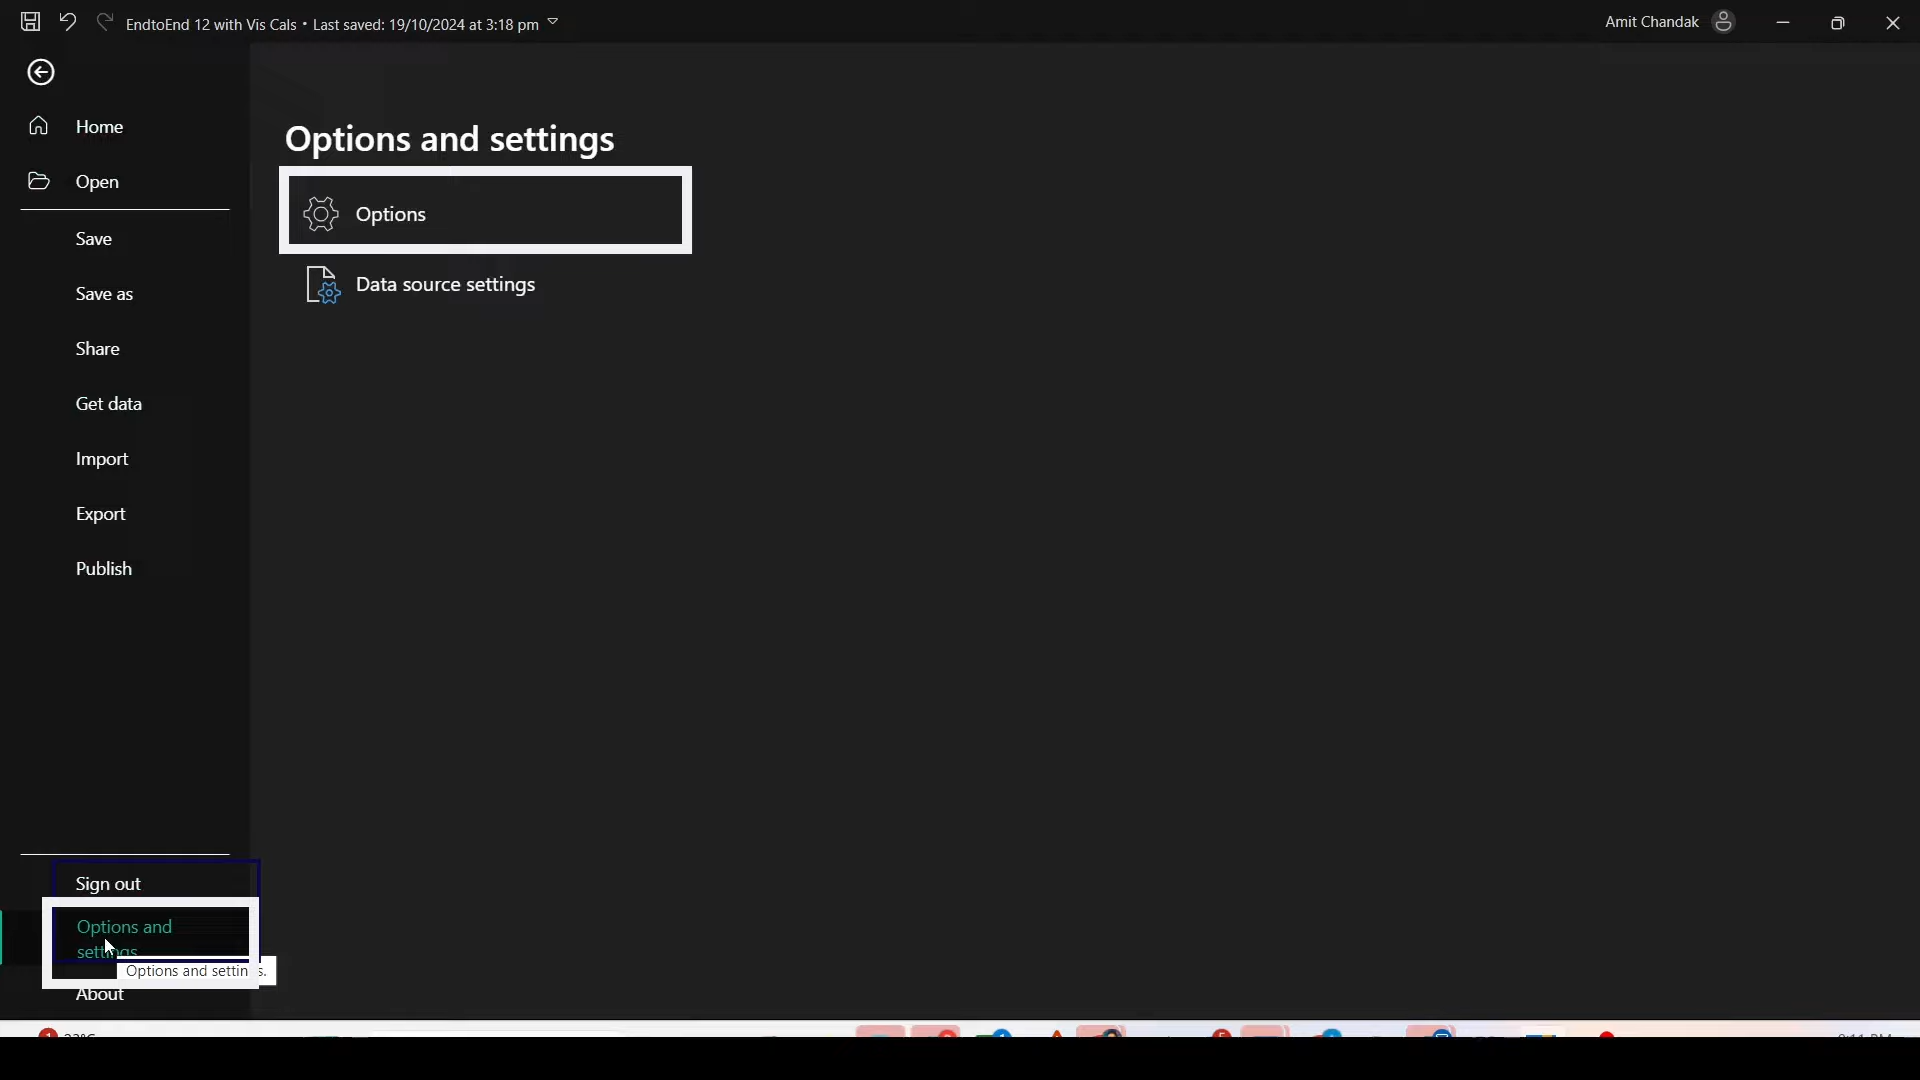 EndtoEnd 12 with Vis Cals • Last saved: 19/10/2024 at 3:18 pm
Amit Chandak
Home
Open
Save
Save as
Share
Get data
Import
Export
Publish
Sign out
Options and
settings
Options and settings.
About
Options and settings
Options
Data source settings